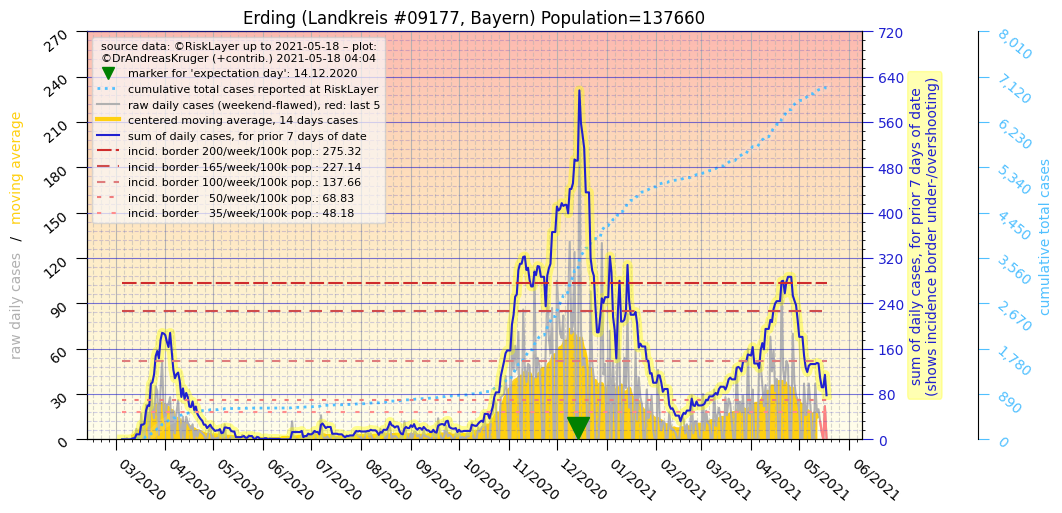 Erding (Landkreis #09177, Bayern) Population=137660
source data: ©RiskLayer up to 2021-05-18 – plot:
©DrAndreasKruger (+contrib.) 2021-05-18 04:04
marker for 'expectation day': 14.12.2020
cumulative total cases reported at RiskLayer
raw daily cases (weekend-flawed), red: last 5
centered moving average, 14 days cases
sum of daily cases, for prior 7 days of date
incid. border 200/week/100k pop.: 275.32
incid. border 165/week/100k pop.: 227.14
incid. border 100/week/100k pop.: 137.66
incid. border   50/week/100k pop.: 68.83
incid. border   35/week/100k pop.: 48.18
raw daily cases / moving average
270
240
210
180
150
120
90
60
30
0
03/2020
04/2020
05/2020
06/2020
07/2020
08/2020
09/2020
10/2020
11/2020
12/2020
01/2021
02/2021
03/2021
04/2021
05/2021
06/2021
720
640
560
480
400
320
240
160
80
0
sum of daily cases, for prior 7 days of date
(shows incidence border under-/overshooting)
8,010
7,120
6,230
5,340
4,450
3,560
2,670
1,780
890
0
cumulative total cases